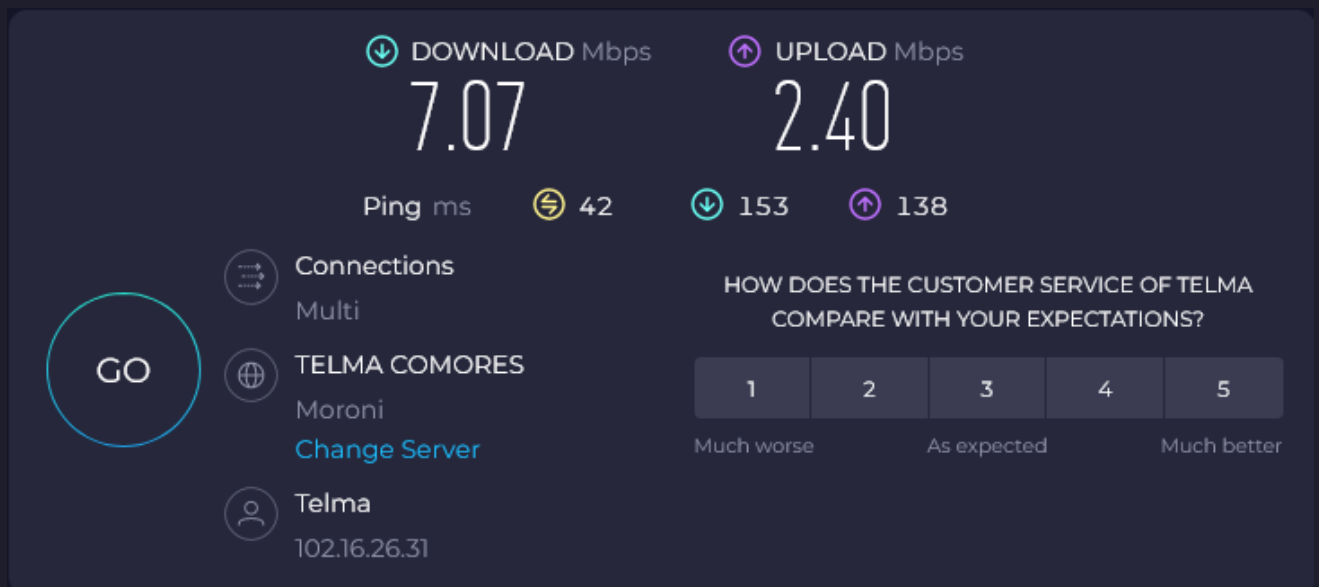 DOWNLOAD Mbps
7.07
UPLOAD Mbps
2.40
Ping ms 42 153 138
GO
Connections
Multi
TELMA COMORES
Moroni
Change Server
Telma
102.16.26.31
HOW DOES THE CUSTOMER SERVICE OF TELMA
COMPARE WITH YOUR EXPECTATIONS?
1 2 3 4 5
Much worse As expected Much better